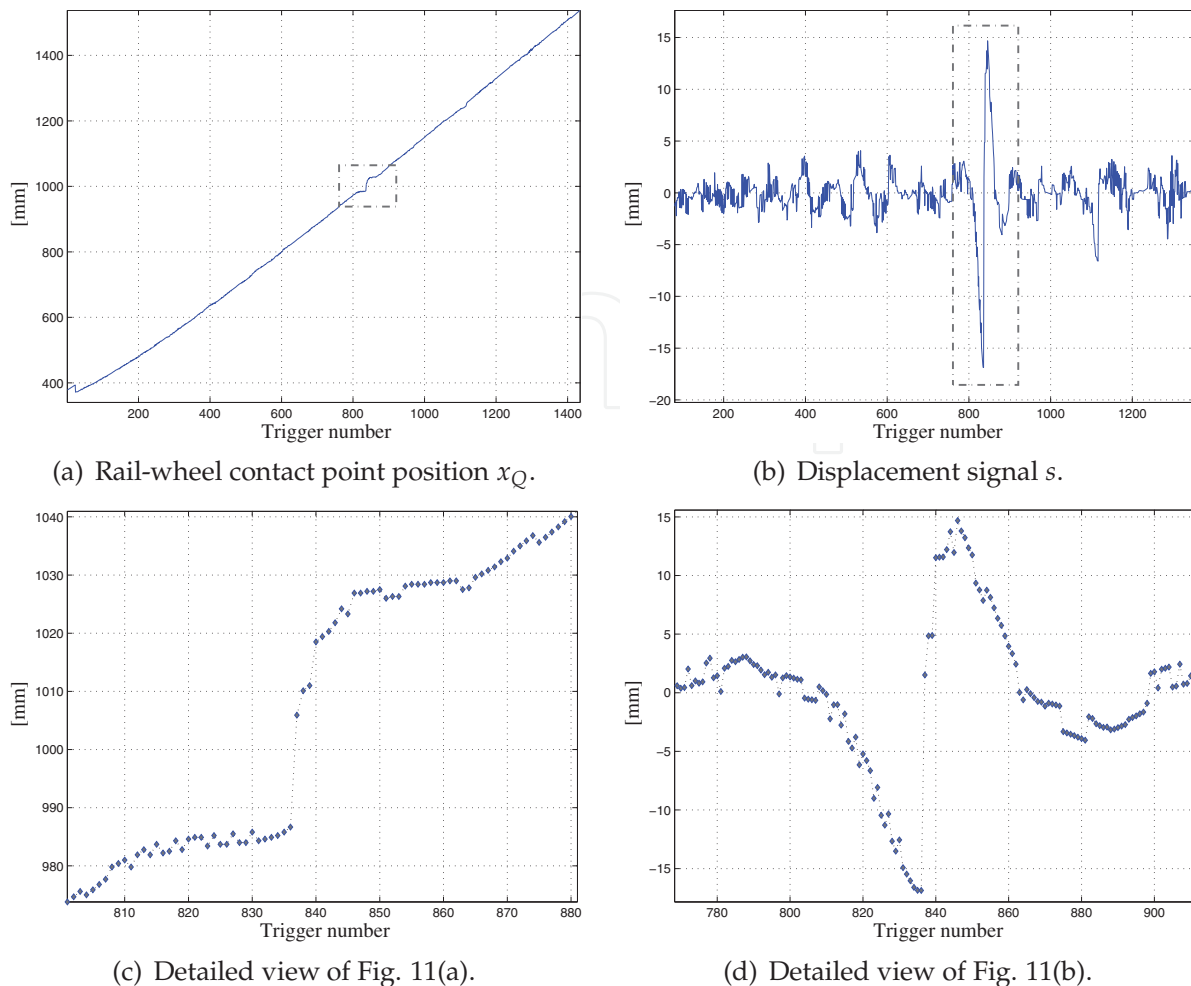 1400
1200
1000
800
600
400
[mm]
200 400 600 800 1000 1200 1400
Trigger number
(a) Rail-wheel contact point position xQ.
15
10
5
0
−5
−10
−15
−20
[mm]
200 400 600 800 1000 1200
Trigger number
(b) Displacement signal s.
1040
1030
1020
1010
1000
990
980
[mm]
810 820 830 840 850 860 870 880
Trigger number
(c) Detailed view of Fig. 11(a).
15
10
5
0
−5
−10
−15
[mm]
780 800 820 840 860 880 900
Trigger number
(d) Detailed view of Fig. 11(b).